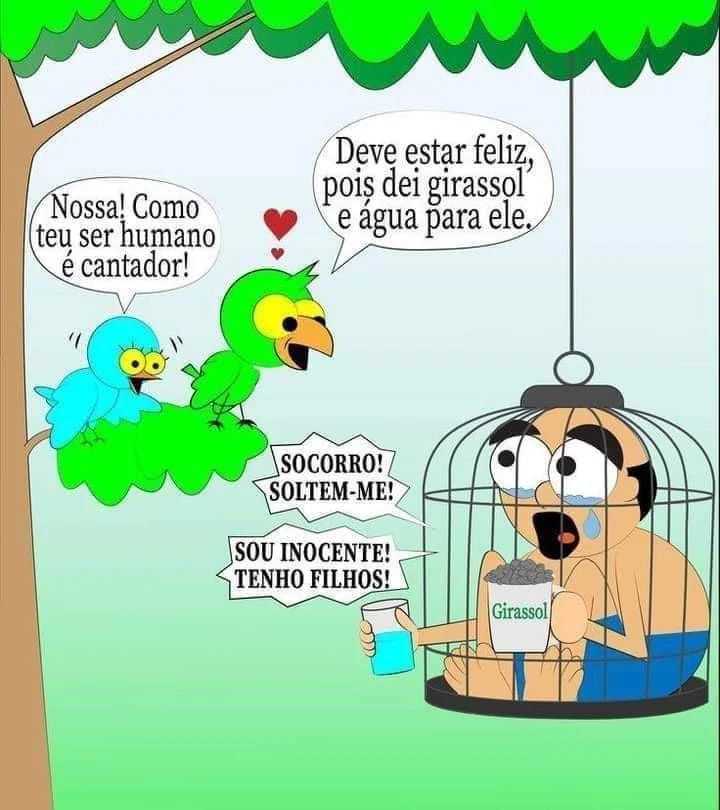 Deve estar feliz,
pois dei girassol
e água para ele.
Nossa! Como
teu ser humano
é cantador!
SOCORRO!
SOLTEM-ME!
SOU INOCENTE!
TENHO FILHOS!
Girassol